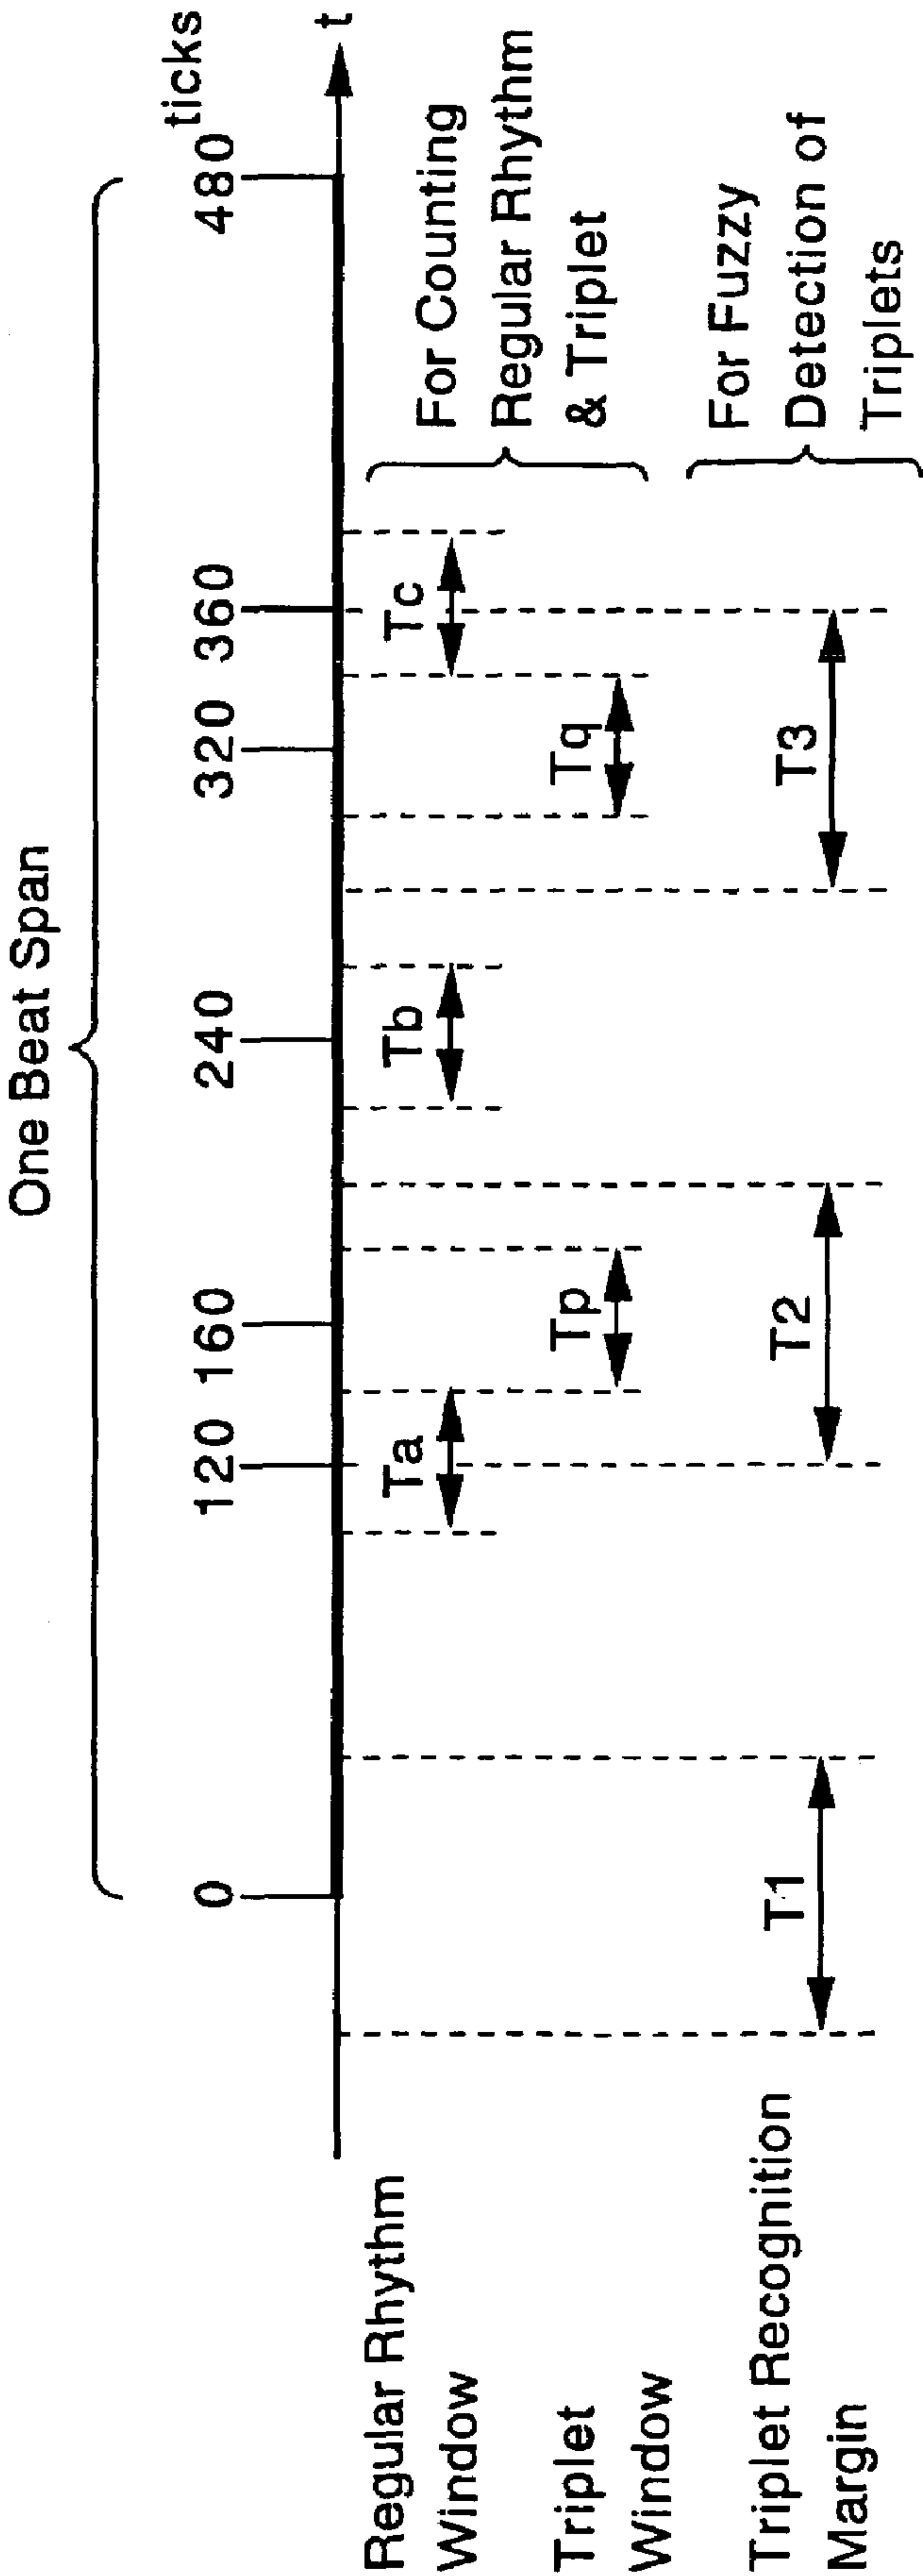 One Beat Span
0 120 160 240 320 360 480 ticks
t
Regular Rhythm
Window
Ta Tb Tc
For Counting
Regular Rhythm
& Triplet
Triplet
Window
Tp Tq
Triplet Recognition
Margin
T1 T2 T3
For Fuzzy
Detection of
Triplets